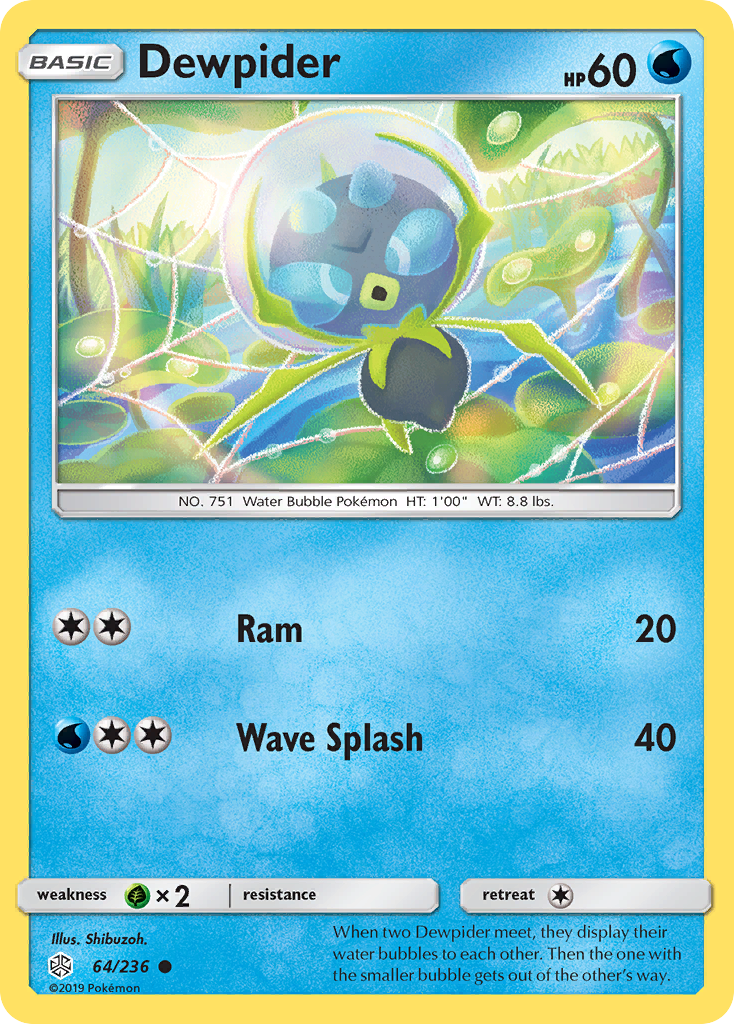 BASIC Dewpider HP60
NO. 751 Water Bubble Pokémon HT: 1'00" WT: 8.8 lbs.
Ram 20
Wave Splash 40
weakness ×2 resistance retreat
Illus. Shibuzoh.
64/236
©2019 Pokémon
When two Dewpider meet, they display their
water bubbles to each other. Then the one with
the smaller bubble gets out of the other's way.